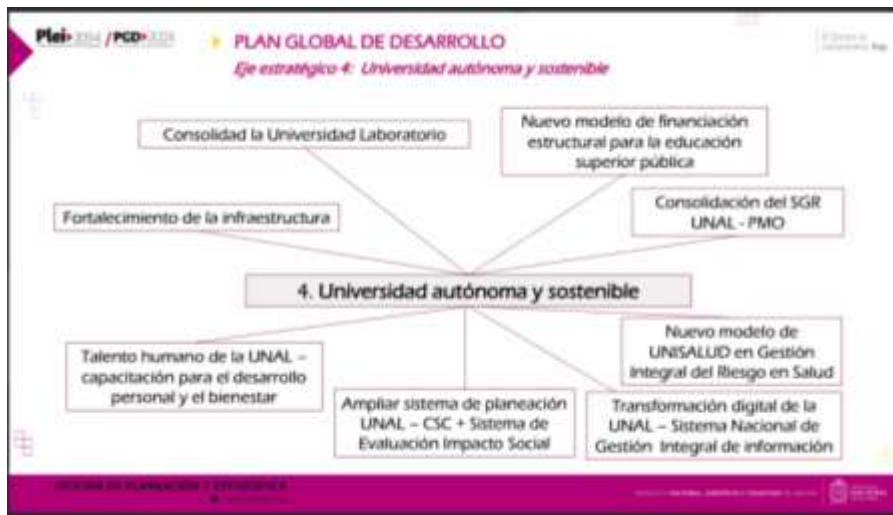 PLAN GLOBAL DE DESARROLLO
Eje estratégico 4: Universidad autónoma y sostenible
Consolidad la Universidad Laboratorio
Nuevo modelo de financiación
estructural para la educación
superior pública
Fortalecimiento de la infraestructura
Consolidación del SGR
UNAL - PMO
4. Universidad autónoma y sostenible
Talento humano de la UNAL –
capacitación para el desarrollo
personal y el bienestar
Ampliar sistema de planeación
UNAL – CSC + Sistema de
Evaluación Impacto Social
Nuevo modelo de
UNISALUD en Gestión
Integral del Riesgo en Salud
Transformación digital de la
UNAL – Sistema Nacional de
Gestión Integral de información